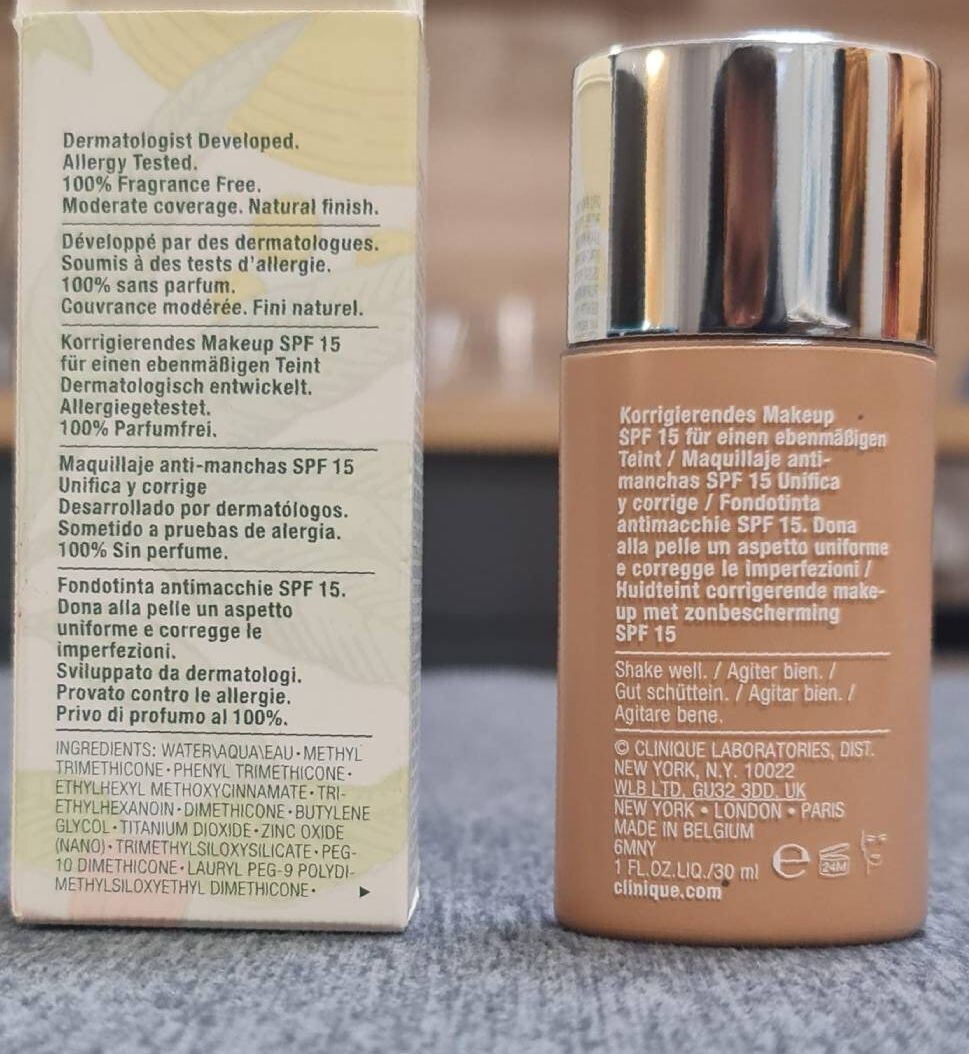 Dermatologist Developed.
Allergy Tested.
100% Fragrance Free.
Moderate coverage. Natural finish.
Développé par des dermatologues.
Soumis à des tests d'allergie.
100% sans parfum.
Couvrance modérée. Fini naturel.
Korrigierendes Makeup SPF 15
für einen ebenmäßigen Teint
Dermatologisch entwickelt.
Allergiegetestet.
100% Parfumfrei.
Maquillaje anti-manchas SPF 15
Unifica y corrige
Desarrollado por dermatólogos.
Sometido a pruebas de alergia.
100% Sin perfume.
Fondotinta antimacchie SPF 15.
Dona alla pelle un aspetto
uniforme e corregge le
imperfezioni.
Sviluppato da dermatologi.
Provato contro le allergie.
Privo di profumo al 100%.
INGREDIENTS: WATER\AQUA\EAU • METHYL
TRIMETHICONE • PHENYL TRIMETHICONE •
ETHYLHEXYL METHOXYCINNAMATE • TRI-
ETHYLHEXANOIN • DIMETHICONE • BUTYLENE
GLYCOL • TITANIUM DIOXIDE • ZINC OXIDE
(NANO) • TRIMETHYLSILOXYSILICATE • PEG-
10 DIMETHICONE • LAURYL PEG-9 POLYDI-
METHYLSILOXYETHYL DIMETHICONE •
Korrigierendes Makeup
SPF 15 für einen ebenmäßigen
Teint / Maquillaje anti-
manchas SPF 15 Unifica
y corrige / Fondotinta
antimacchie SPF 15. Dona
alla pelle un aspetto uniforme
e corregge le imperfezioni /
Huidteint corrigerende make-
up met zonbescherming
SPF 15
Shake well. / Agiter bien. /
Gut schütteln. / Agitar bien. /
Agitare bene.
© CLINIQUE LABORATORIES, DIST.
NEW YORK, N.Y. 10022
WLB LTD. GU32 3DD. UK
NEW YORK • LONDON • PARIS
MADE IN BELGIUM
6MNY
1 FL.OZ.LIQ./30 ml e 24M
clinique.com